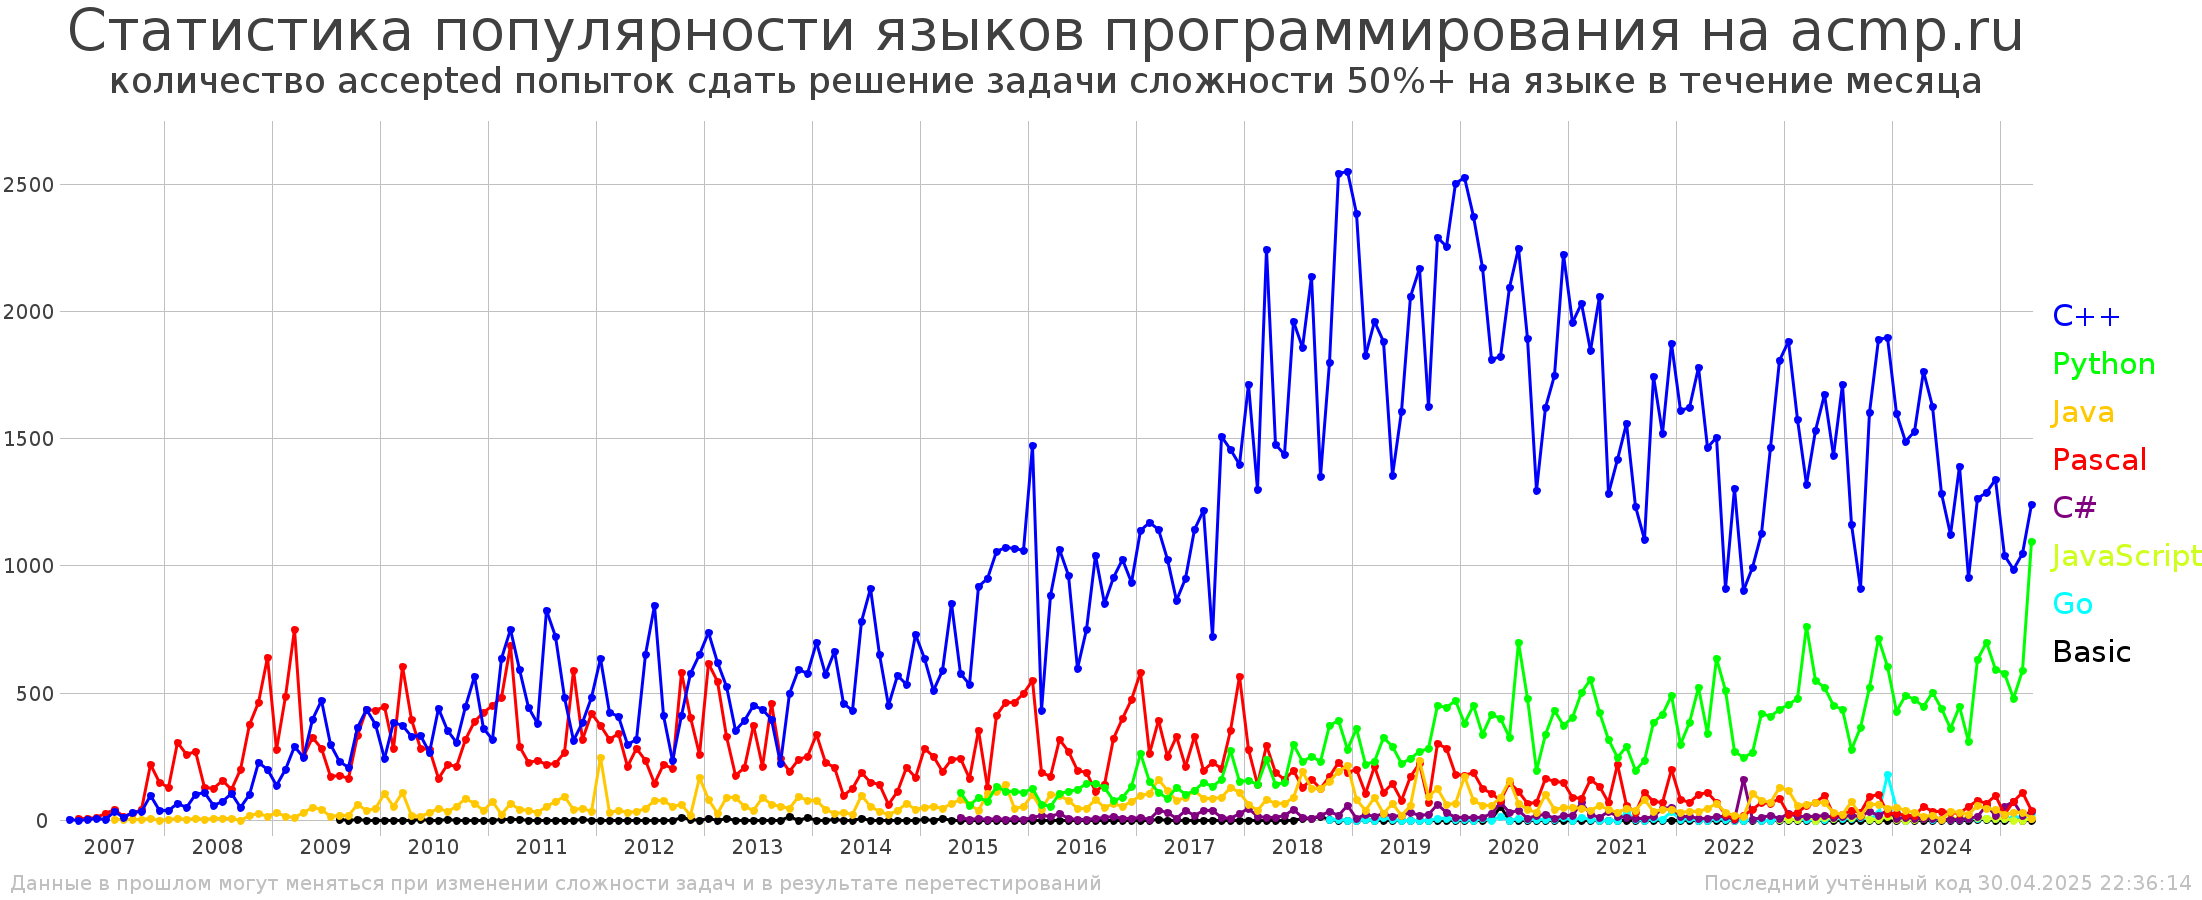 Статистика популярности языков программирования на acmp.ru
количество accepted попыток сдать решение задачи сложности 50%+ на языке в течение месяца
2500
2000
1500
1000
500
0
C++
Python
Java
Pascal
C#
JavaScript
Go
Basic
2007 2008 2009 2010 2011 2012 2013 2014 2015 2016 2017 2018 2019 2020 2021 2022 2023 2024
Данные в прошлом могут меняться при изменении сложности задач и в результате перетестирований
Последний учтённый код 30.04.2025 22:36:14